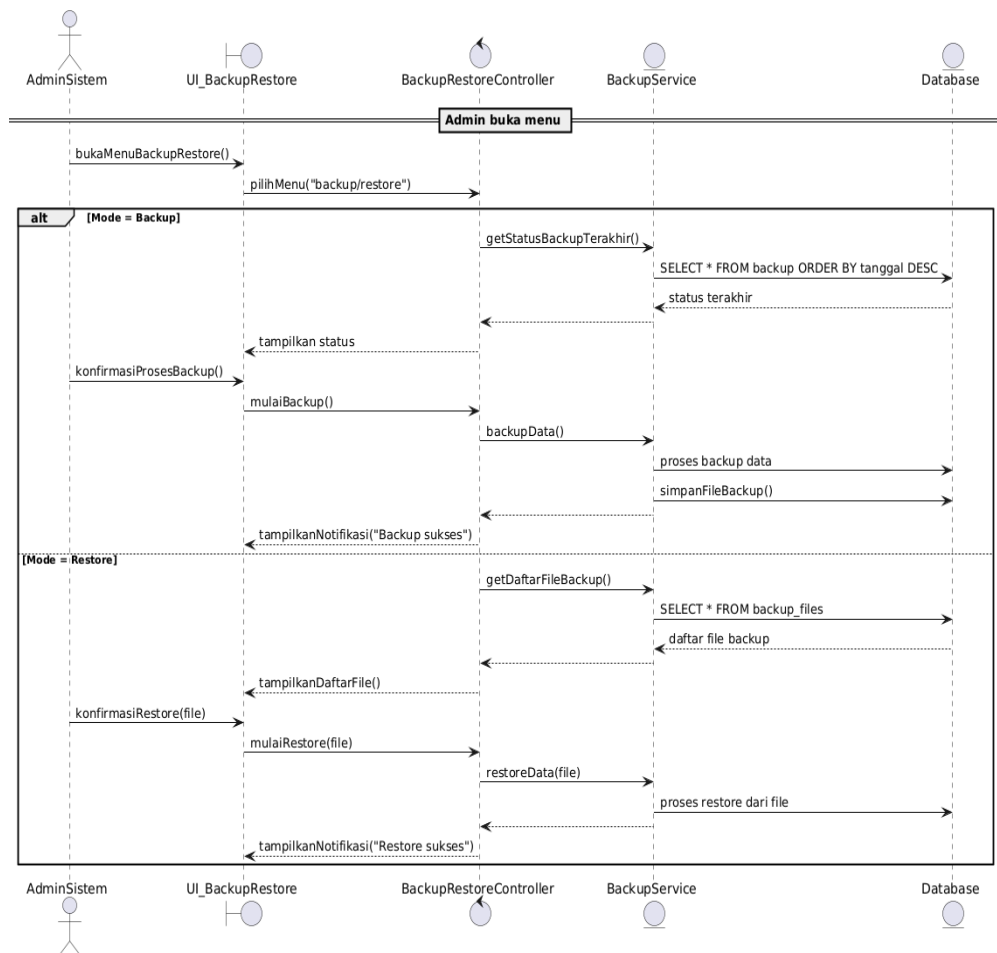 AdminSistem
UI_BackupRestore
BackupRestoreController
BackupService
Database
Admin buka menu
bukaMenuBackupRestore()
pilihMenu("backup/restore")
alt
[Mode = Backup]
getStatusBackupTerakhir()
SELECT * FROM backup ORDER BY tanggal DESC
status terakhir
tampilkan status
konfirmasiProsesBackup()
mulaiBackup()
backupData()
proses backup data
simpanFileBackup()
tampilkanNotifikasi("Backup sukses")
[Mode = Restore]
getDaftarFileBackup()
SELECT * FROM backup_files
daftar file backup
tampilkanDaftarFile()
konfirmasiRestore(file)
mulaiRestore(file)
restoreData(file)
proses restore dari file
tampilkanNotifikasi("Restore sukses")
AdminSistem
UI_BackupRestore
BackupRestoreController
BackupService
Database